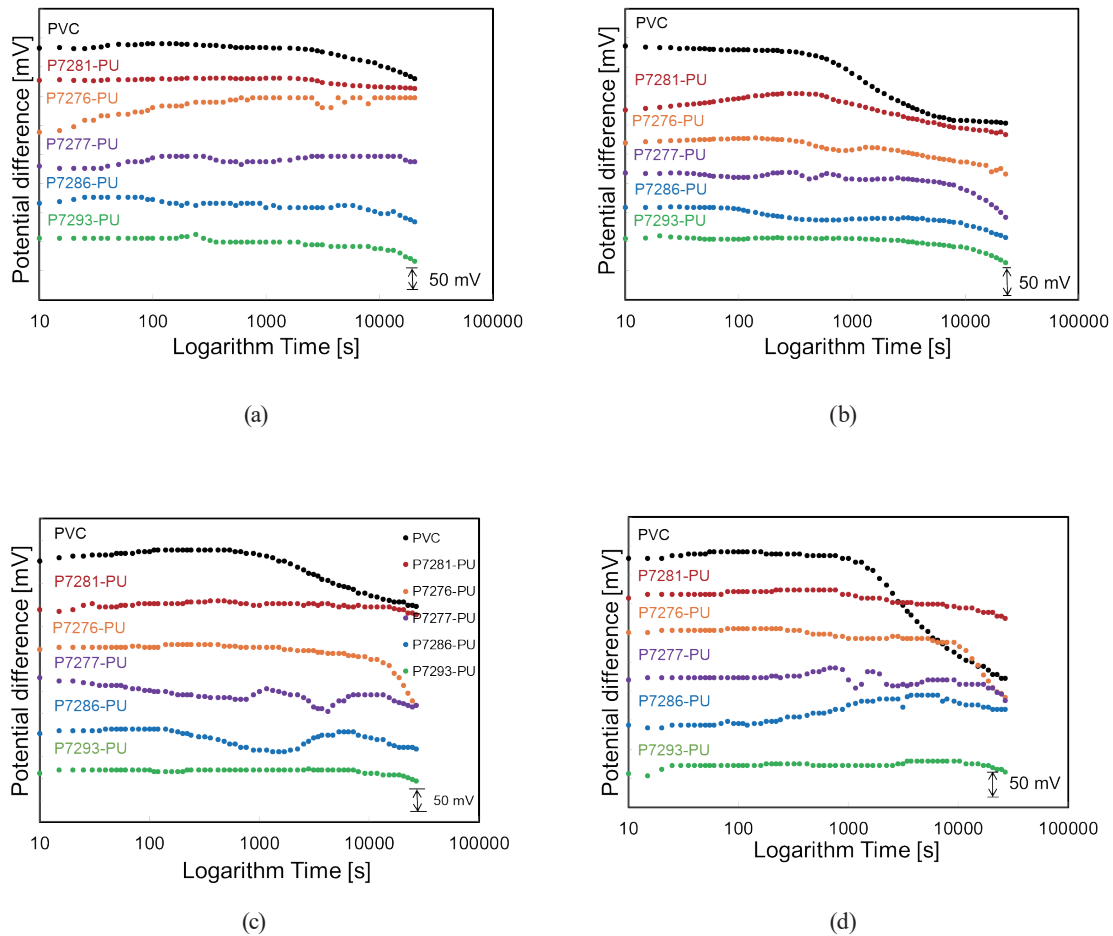 Potential difference [mV]
PVC
P7281-PU
P7276-PU
P7277-PU
P7286-PU
P7293-PU
50 mV
10 100 1000 10000 100000
Logarithm Time [s]
(a)
Potential difference [mV]
PVC
P7281-PU
P7276-PU
P7277-PU
P7286-PU
P7293-PU
50 mV
10 100 1000 10000 100000
Logarithm Time [s]
(b)
Potential difference [mV]
PVC
P7281-PU
P7276-PU
P7277-PU
P7286-PU
P7293-PU
PVC
P7281-PU
P7276-PU
P7277-PU
P7286-PU
P7293-PU
50 mV
10 100 1000 10000 100000
Logarithm Time [s]
(c)
Potential difference [mV]
PVC
P7281-PU
P7276-PU
P7277-PU
P7286-PU
P7293-PU
50 mV
10 100 1000 10000 100000
Logarithm Time [s]
(d)